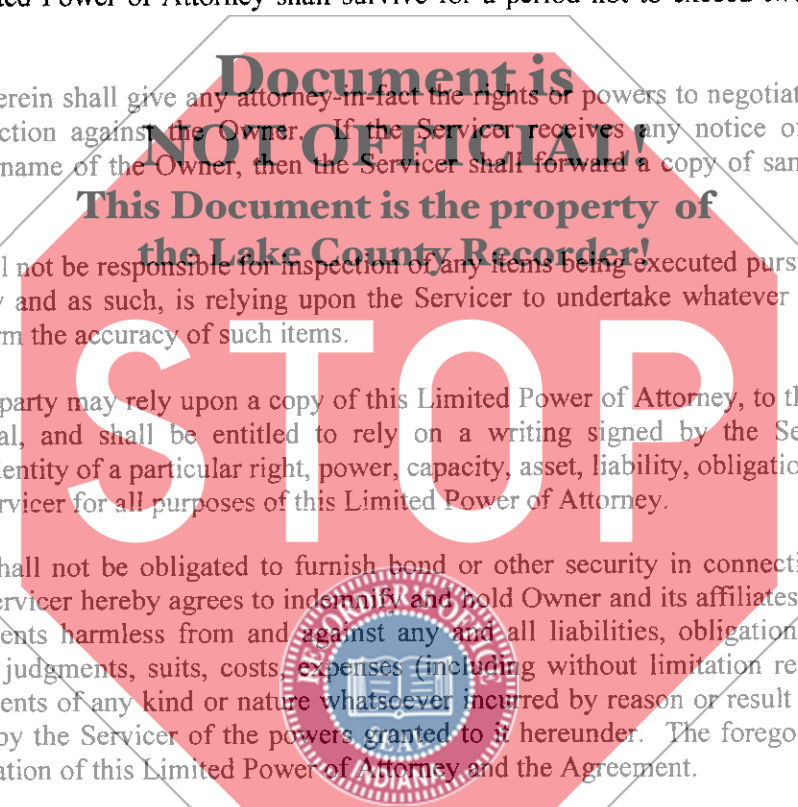 ted Power of Attorney shall survive for a period not to exceed two
Document is
erein shall give any attorney-in-fact the rights or powers to negotiat
ction against the Owner. If the Servicer receives any notice of
NOT OFFICIAL!
name of the Owner, then the Servicer shall forward a copy of sam
This Document is the property of
the Lake County Recorder!
l not be responsible for inspection of any items being executed pursu
y and as such, is relying upon the Servicer to undertake whatever
rm the accuracy of such items.
STOP
party may rely upon a copy of this Limited Power of Attorney, to th
al, and shall be entitled to rely on a writing signed by the Se
dentity of a particular right, power, capacity, asset, liability, obligatio
rvicer for all purposes of this Limited Power of Attorney.
hall not be obligated to furnish bond or other security in connecti
ervicer hereby agrees to indemnify and hold Owner and its affiliates
ents harmless from and against any and all liabilities, obligation
judgments, suits, costs, expenses (including without limitation re
ents of any kind or nature whatsoever incurred by reason or result
by the Servicer of the powers granted to it hereunder. The forego
ation of this Limited Power of Attorney and the Agreement.
SEAL
INDIANA